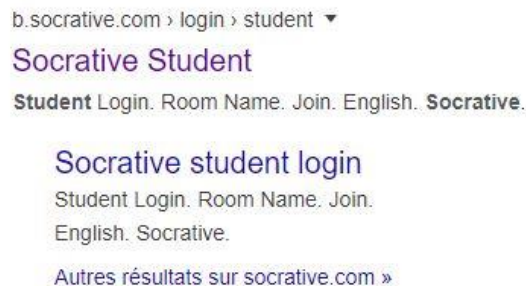 b.socrative.com › login › student ▼
Socrative Student
Student Login. Room Name. Join. English. Socrative.
Socrative student login
Student Login. Room Name. Join.
English. Socrative.
Autres résultats sur socrative.com »